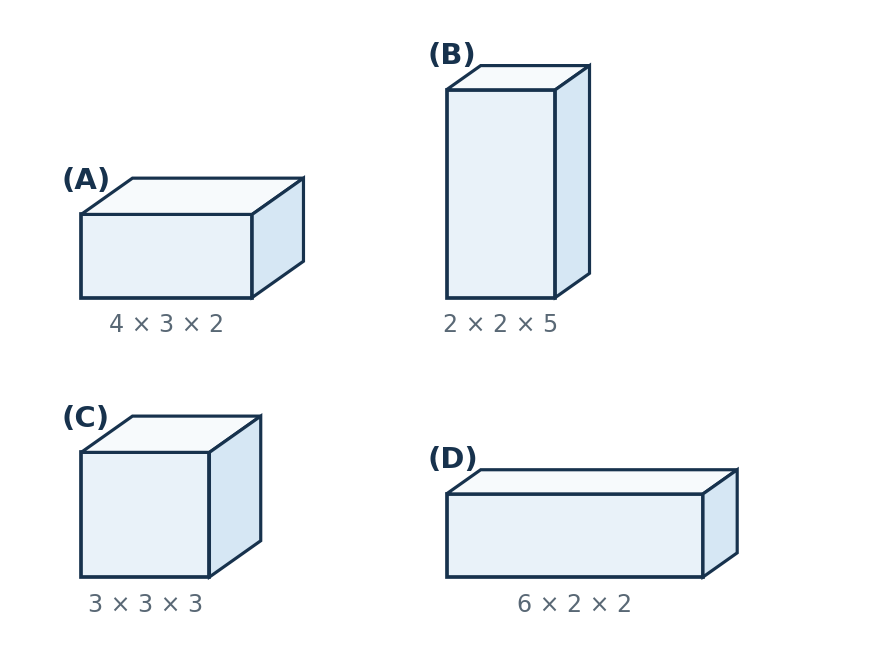 (A)
4 × 3 × 2
(B)
2 × 2 × 5
(C)
3 × 3 × 3
(D)
6 × 2 × 2